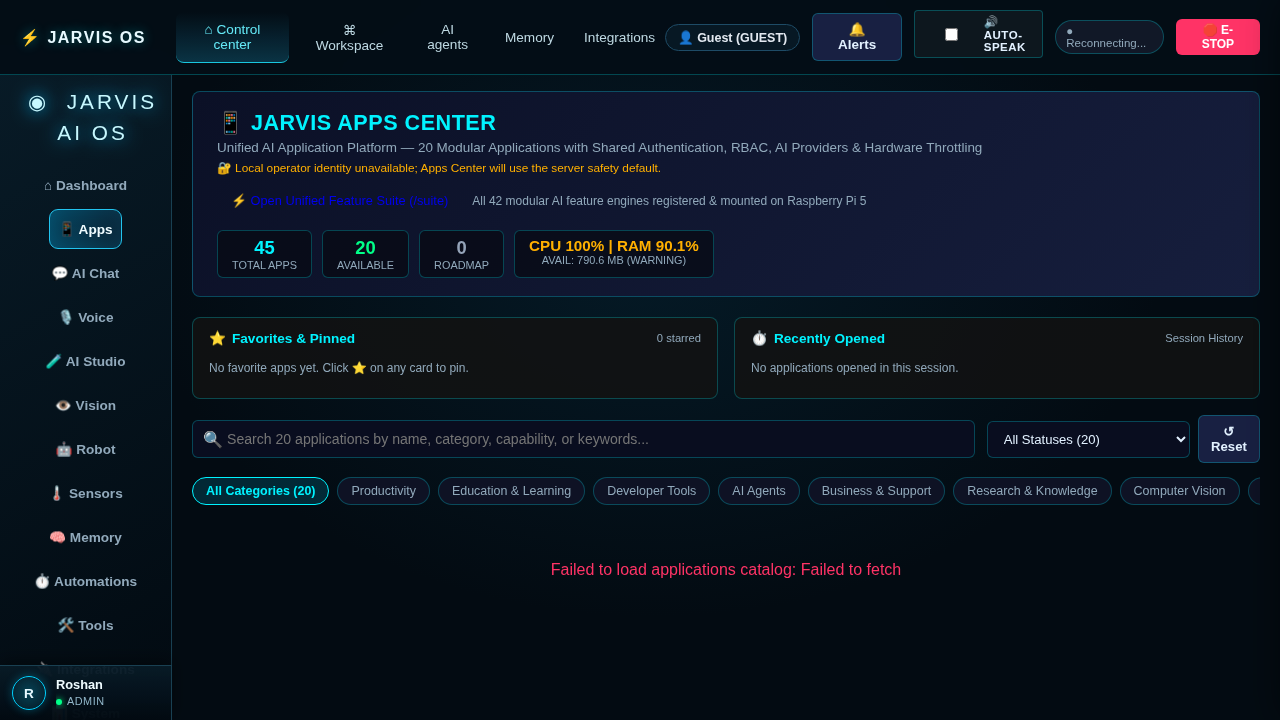 ⚡ JARVIS OS
⌂ Control center
⌘ Workspace
AI agents
Memory
Integrations
👤 Guest (GUEST)
🔔 Alerts
🔊 AUTO-SPEAK
● Reconnecting...
🛑 E-STOP
◉ JARVIS AI OS
⌂ Dashboard
📱 Apps
💬 AI Chat
🎙️ Voice
🧪 AI Studio
👁️ Vision
🤖 Robot
🌡️ Sensors
🧠 Memory
⏱️ Automations
🛠️ Tools
Integrations
R
Roshan
ADMIN
📱 JARVIS APPS CENTER
Unified AI Application Platform — 20 Modular Applications with Shared Authentication, RBAC, AI Providers & Hardware Throttling
🔐 Local operator identity unavailable; Apps Center will use the server safety default.
⚡ Open Unified Feature Suite (/suite)
All 42 modular AI feature engines registered & mounted on Raspberry Pi 5
45
TOTAL APPS
20
AVAILABLE
0
ROADMAP
CPU 100% | RAM 90.1%
AVAIL: 790.6 MB (WARNING)
⭐ Favorites & Pinned
0 starred
No favorite apps yet. Click ⭐ on any card to pin.
⏱️ Recently Opened
Session History
No applications opened in this session.
🔍 Search 20 applications by name, category, capability, or keywords...
All Statuses (20)
↺ Reset
All Categories (20)
Productivity
Education & Learning
Developer Tools
AI Agents
Business & Support
Research & Knowledge
Computer Vision
Failed to load applications catalog: Failed to fetch